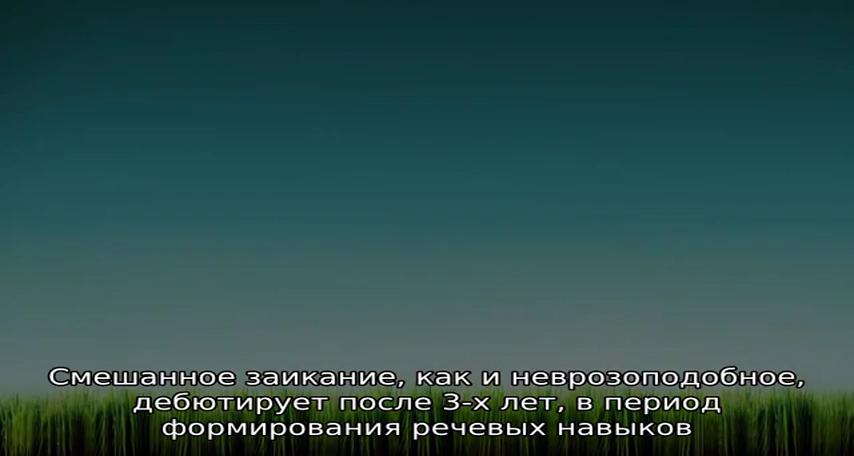 Смешанное заикание, как и неврозоподобное,
дебютирует после 3-х лет, в период
формирования речевых навыков